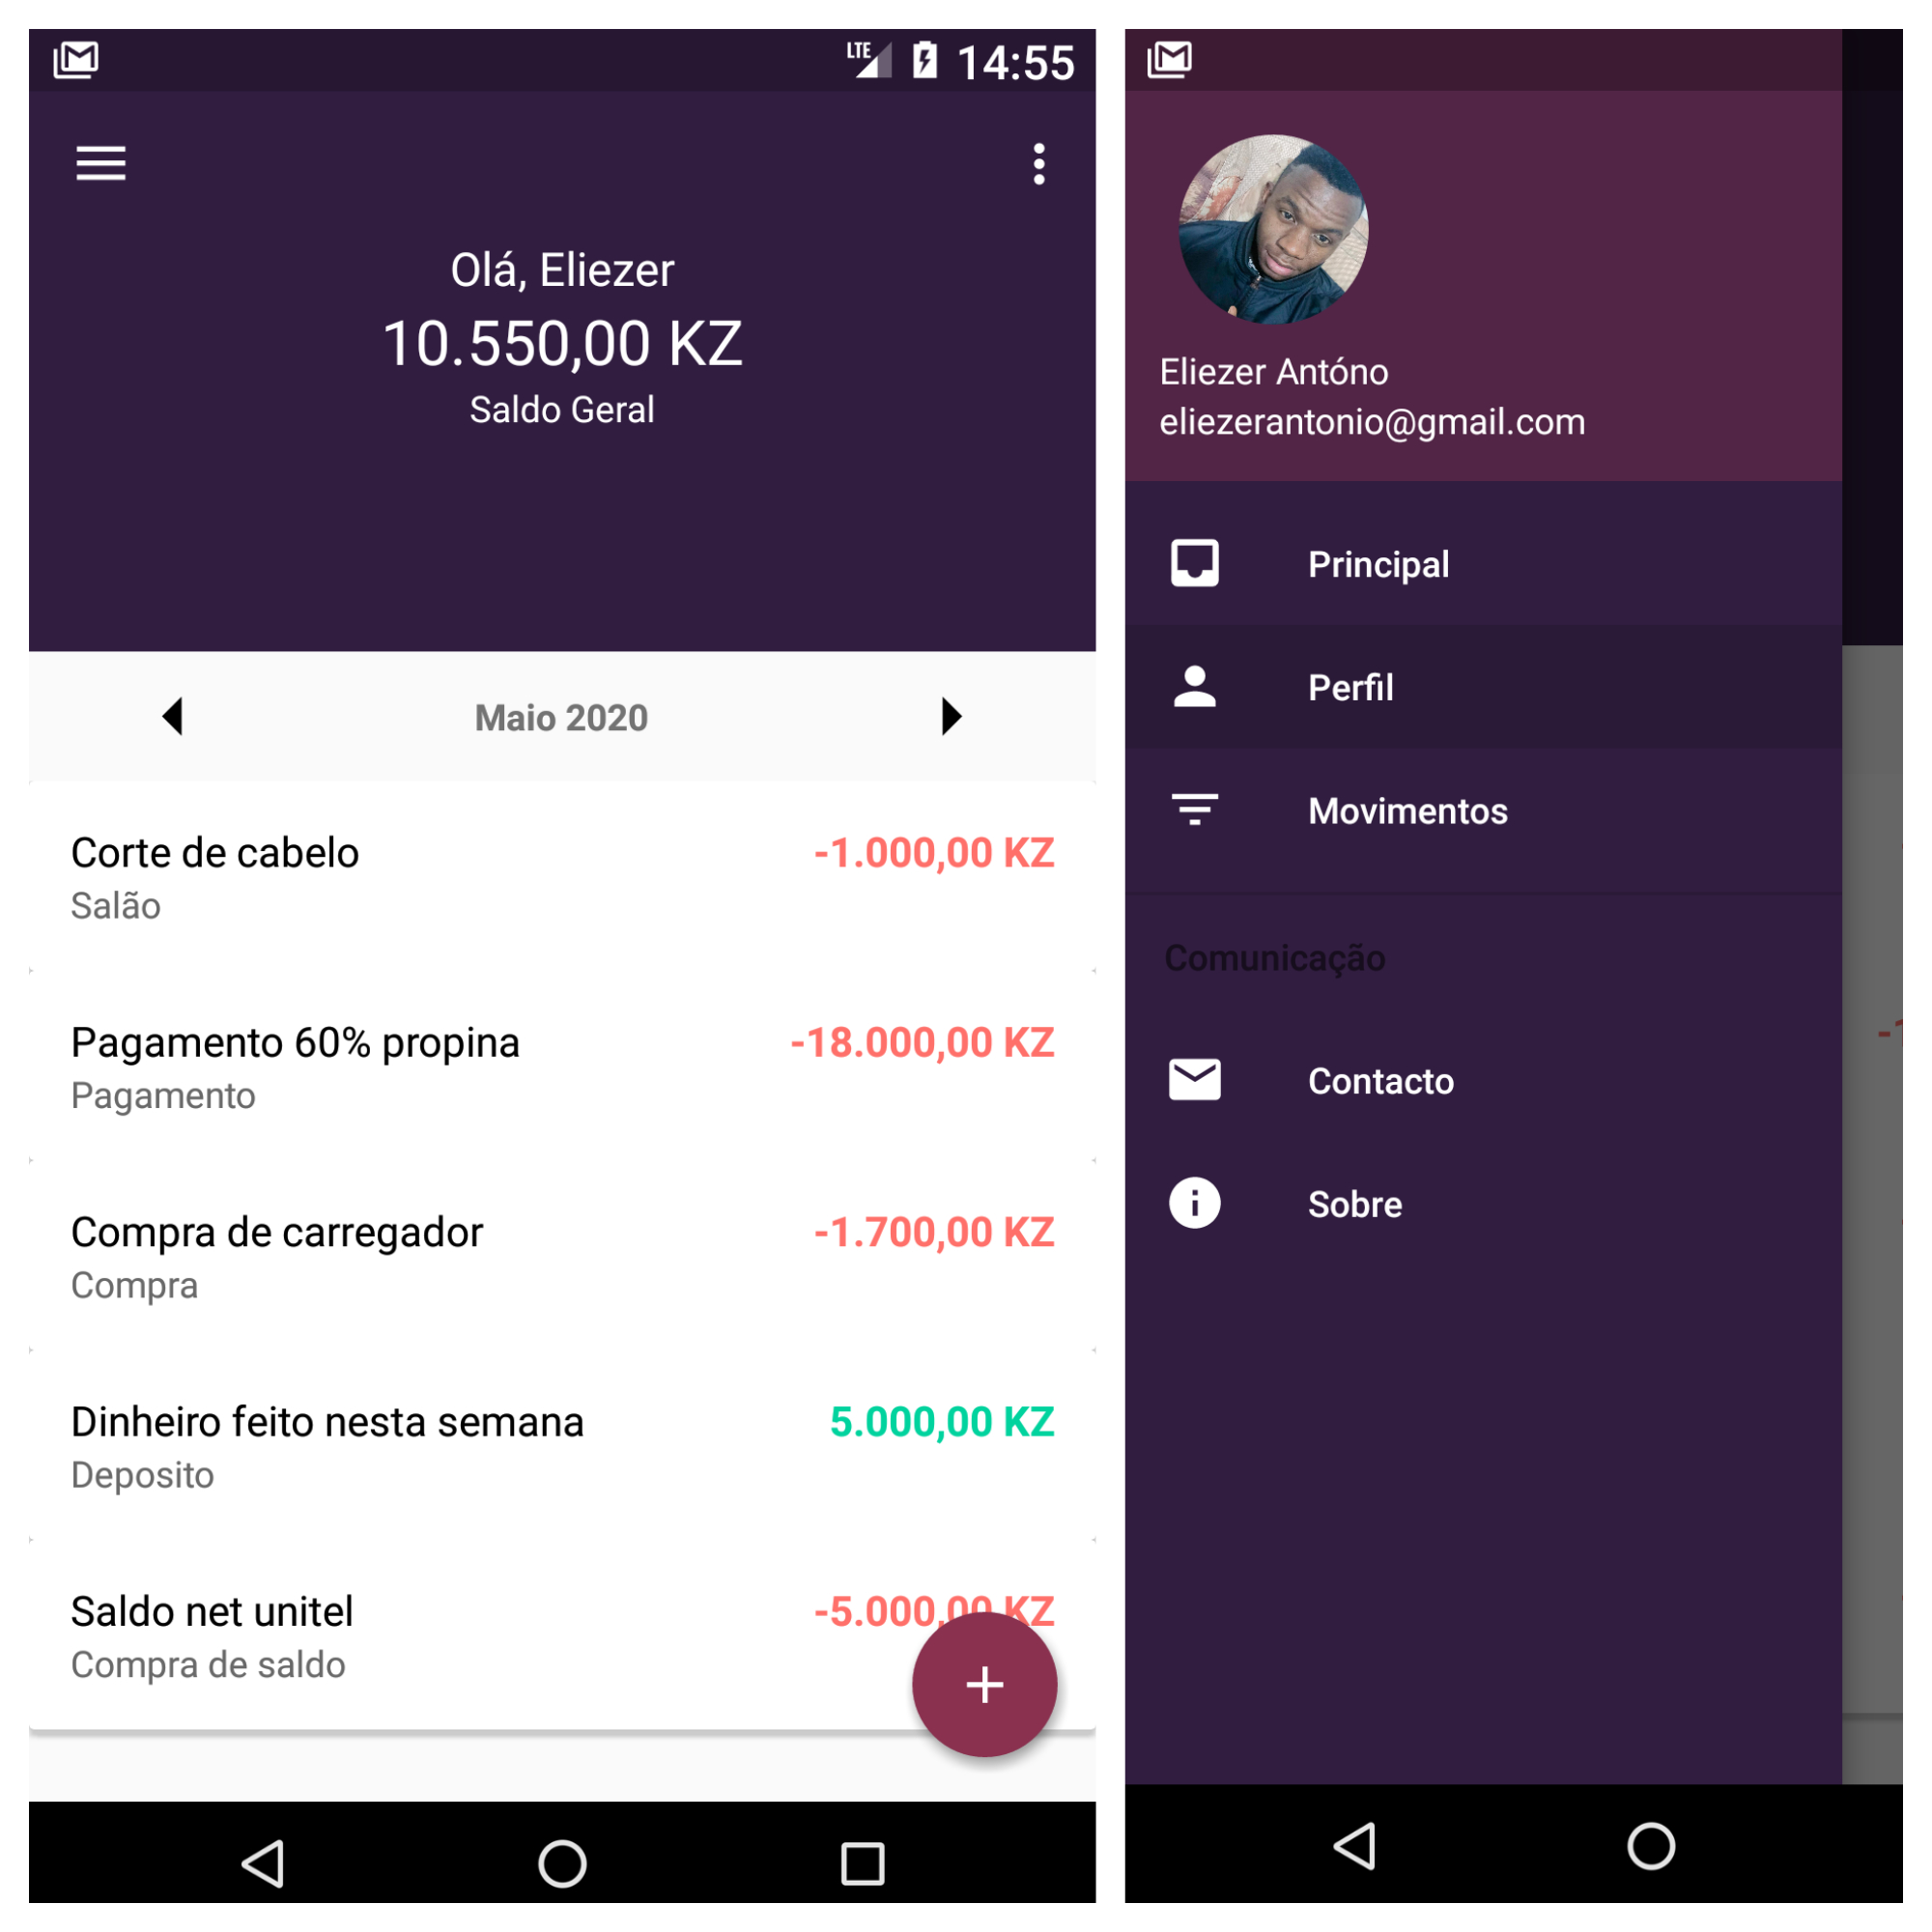 LTE 14:55
Olá, Eliezer
10.550,00 KZ
Saldo Geral
Maio 2020
Corte de cabelo -1.000,00 KZ
Salão
Pagamento 60% propina -18.000,00 KZ
Pagamento
Compra de carregador -1.700,00 KZ
Compra
Dinheiro feito nesta semana 5.000,00 KZ
Deposito
Saldo net unitel -5.000,00 KZ
Compra de saldo
+
Eliezer Antóno
eliezerantonio@gmail.com
Principal
Perfil
Movimentos
Comunicação
-1
Contacto
Sobre